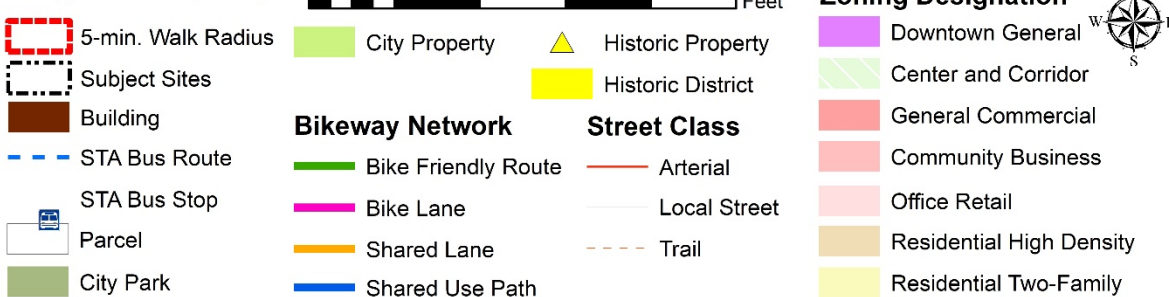 5-min. Walk Radius
Subject Sites
Building
STA Bus Route
STA Bus Stop
Parcel
City Park
Feet
City Property
Historic Property
Historic District
Bikeway Network
Bike Friendly Route
Bike Lane
Shared Lane
Shared Use Path
Street Class
Arterial
Local Street
Trail
Zoning Designation
Downtown General
Center and Corridor
General Commercial
Community Business
Office Retail
Residential High Density
Residential Two-Family
W
S